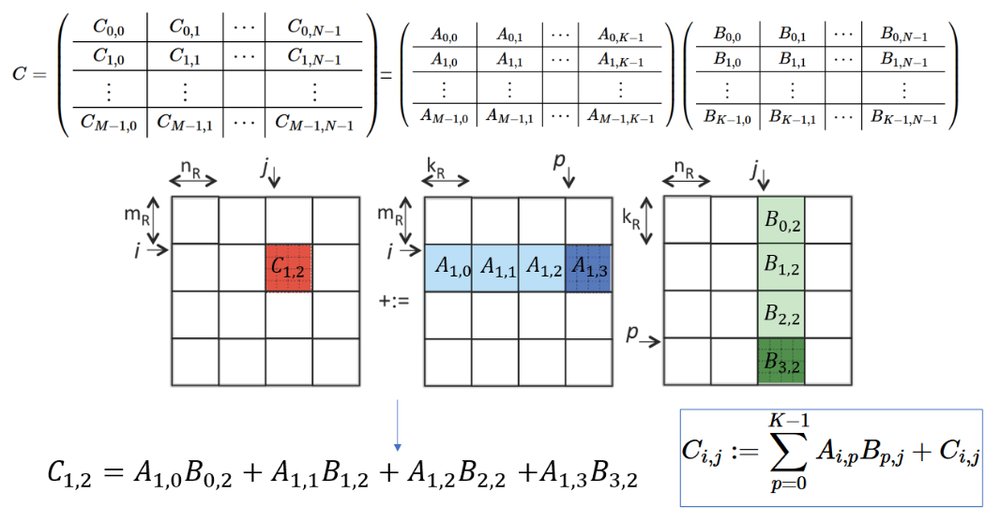 C = ( C_{0,0} | C_{0,1} | ⋯ | C_{0,N−1} ) = ( A_{0,0} | A_{0,1} | ⋯ | A_{0,K−1} ) ( B_{0,0} | B_{0,1} | ⋯ | B_{0,N−1} )
C_{1,0} | C_{1,1} | ⋯ | C_{1,N−1} A_{1,0} | A_{1,1} | ⋯ | A_{1,K−1} B_{1,0} | B_{1,1} | ⋯ | B_{1,N−1}
⋮ | ⋮ | | ⋮ ⋮ | ⋮ | | ⋮ ⋮ | ⋮ | | ⋮
C_{M−1,0} | C_{M−1,1} | ⋯ | C_{M−1,N−1} A_{M−1,0} | A_{M−1,1} | ⋯ | A_{M−1,K−1} B_{K−1,0} | B_{K−1,1} | ⋯ | B_{K−1,N−1}
n_R j
m_R
i
C_{1,2}
+:=
k_R p
m_R
i
A_{1,0} A_{1,1} A_{1,2} A_{1,3}
n_R j
k_R
B_{0,2}
B_{1,2}
B_{2,2}
p
B_{3,2}
C_{1,2} = A_{1,0}B_{0,2} + A_{1,1}B_{1,2} + A_{1,2}B_{2,2} +A_{1,3}B_{3,2}
C_{i,j} := ∑_{p=0}^{K−1} A_{i,p}B_{p,j} + C_{i,j}